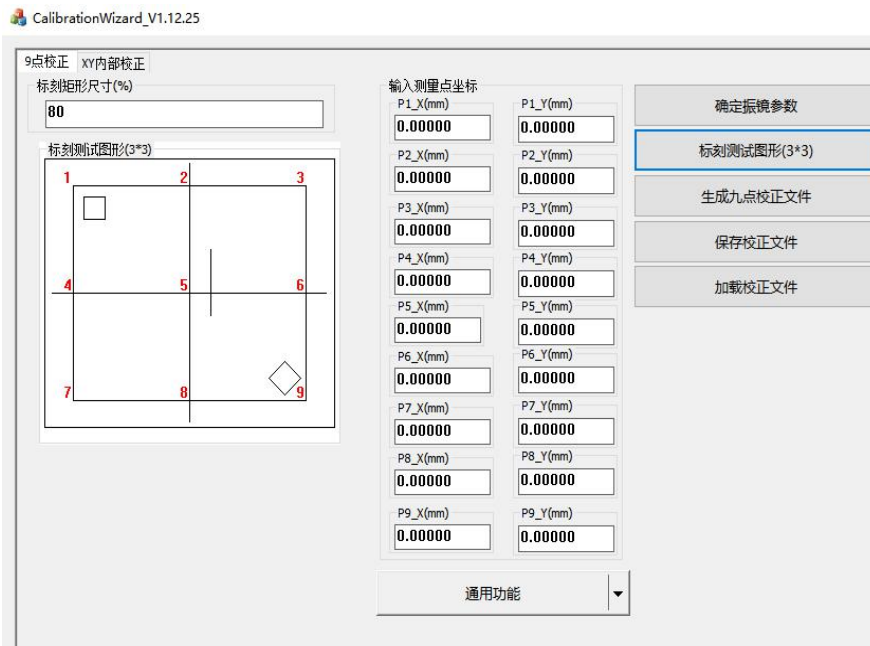 CalibrationWizard_V1.12.25
9点校正 XY内部校正
标刻矩形尺寸(%)
80
标刻测试图形(3*3)
1 2 3
4 5 6
7 8 9
输入测量点坐标
P1_X(mm) P1_Y(mm)
0.00000 0.00000
P2_X(mm) P2_Y(mm)
0.00000 0.00000
P3_X(mm) P3_Y(mm)
0.00000 0.00000
P4_X(mm) P4_Y(mm)
0.00000 0.00000
P5_X(mm) P5_Y(mm)
0.00000 0.00000
P6_X(mm) P6_Y(mm)
0.00000 0.00000
P7_X(mm) P7_Y(mm)
0.00000 0.00000
P8_X(mm) P8_Y(mm)
0.00000 0.00000
P9_X(mm) P9_Y(mm)
0.00000 0.00000
通用功能
确定振镜参数
标刻测试图形(3*3)
生成九点校正文件
保存校正文件
加载校正文件